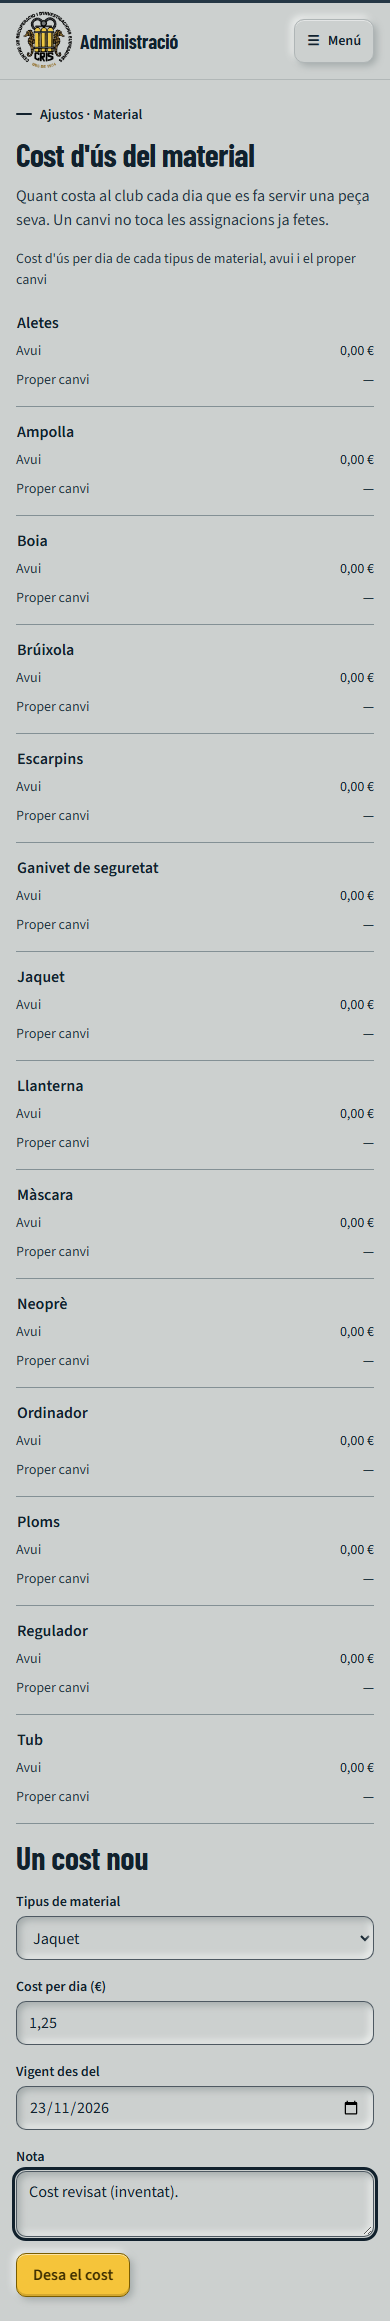 CRIS
Administració
☰ Menú
— Ajustos · Material
Cost d'ús del material
Quant costa al club cada dia que es fa servir una peça
seva. Un canvi no toca les assignacions ja fetes.
Cost d'ús per dia de cada tipus de material, avui i el proper
canvi
Aletes
Avui 0,00 €
Proper canvi —
Ampolla
Avui 0,00 €
Proper canvi —
Boia
Avui 0,00 €
Proper canvi —
Brúixola
Avui 0,00 €
Proper canvi —
Escarpins
Avui 0,00 €
Proper canvi —
Ganivet de seguretat
Avui 0,00 €
Proper canvi —
Jaquet
Avui 0,00 €
Proper canvi —
Llanterna
Avui 0,00 €
Proper canvi —
Màscara
Avui 0,00 €
Proper canvi —
Neoprè
Avui 0,00 €
Proper canvi —
Ordinador
Avui 0,00 €
Proper canvi —
Ploms
Avui 0,00 €
Proper canvi —
Regulador
Avui 0,00 €
Proper canvi —
Tub
Avui 0,00 €
Proper canvi —
Un cost nou
Tipus de material
Jaquet
Cost per dia (€)
1,25
Vigent des del
23/11/2026
Nota
Cost revisat (inventat).
Desa el cost